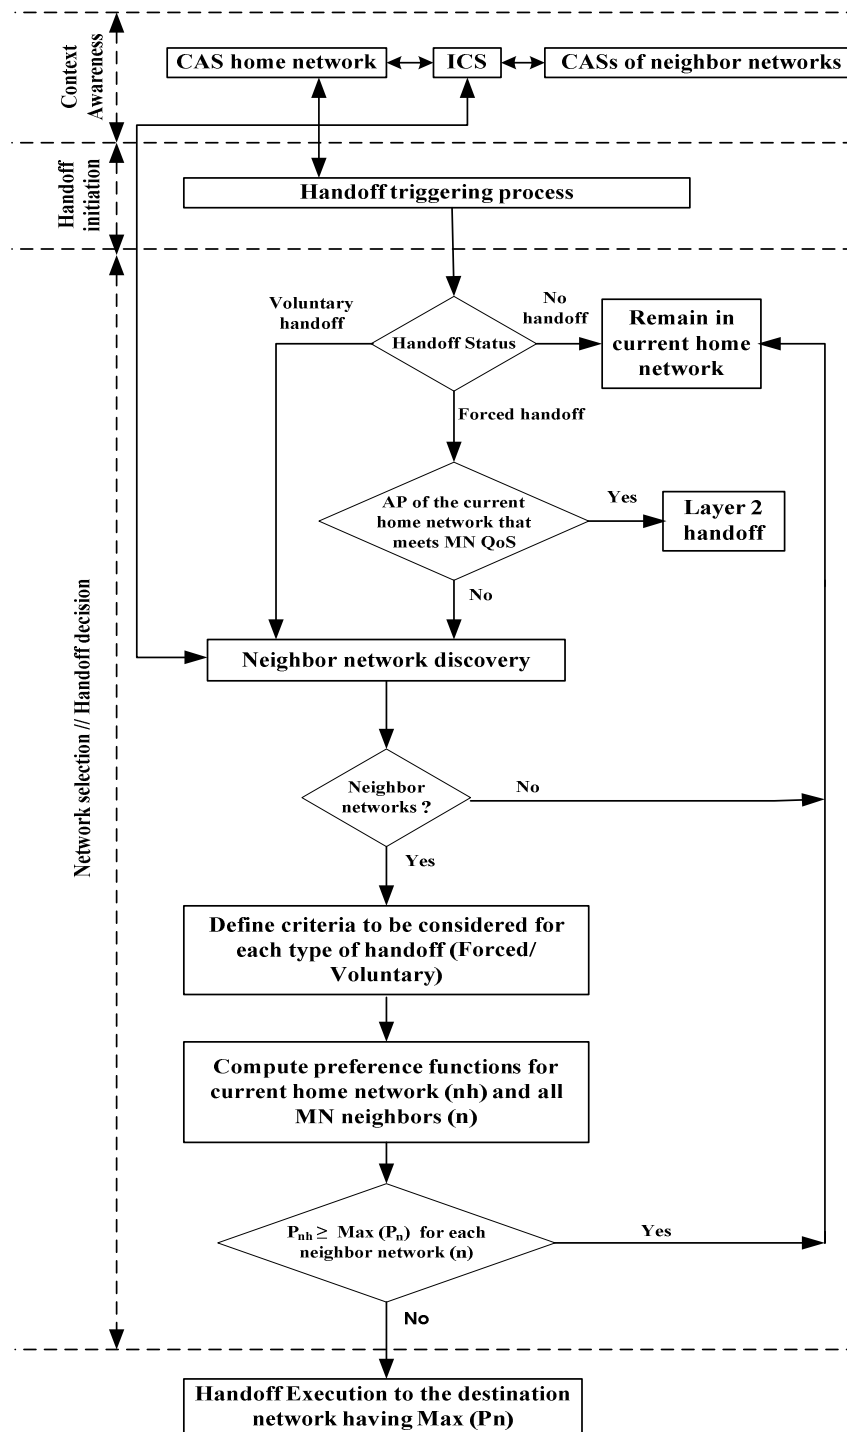 Context
Awareness
CAS home network
ICS
CASs of neighbor networks
Handoff
initiation
Handoff triggering process
Network selection // Handoff decision
Voluntary
handoff
Handoff Status
No
handoff
Remain in
current home
network
Forced handoff
AP of the current
home network that
meets MN QoS
Yes
Layer 2
handoff
No
Neighbor network discovery
Neighbor
networks ?
No
Yes
Define criteria to be considered for
each type of handoff (Forced/
Voluntary)
Compute preference functions for
current home network (nh) and all
MN neighbors (n)
Pnh ≥ Max (Pn) for each
neighbor network (n)
Yes
No
Handoff Execution to the destination
network having Max (Pn)